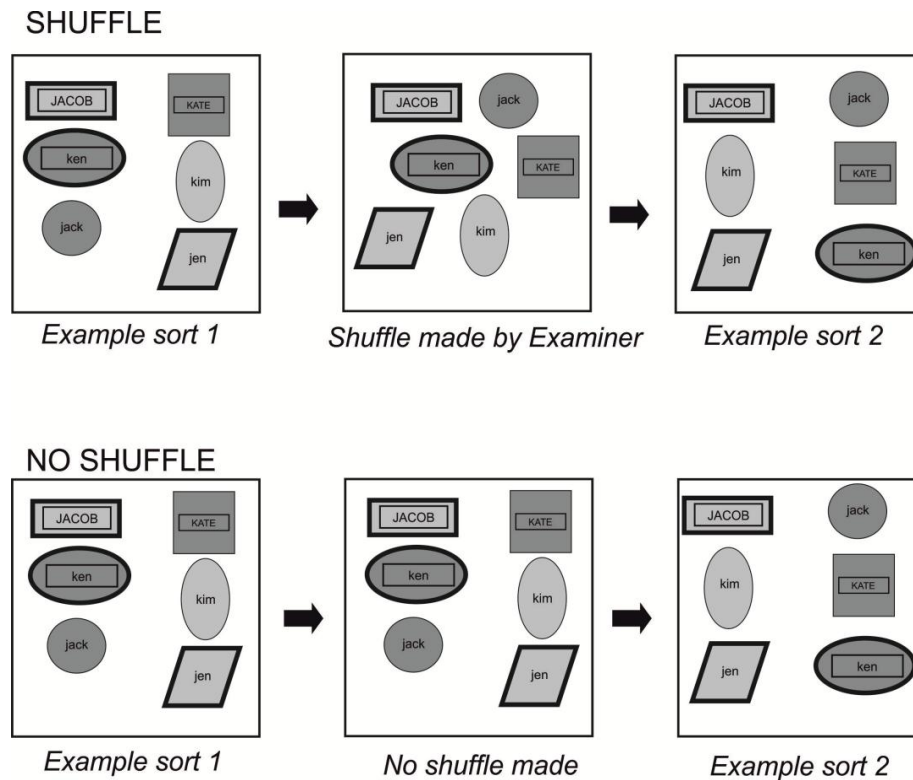 SHUFFLE
JACOB
KATE
ken
kim
jack
jen
JACOB
jack
ken
KATE
jen
kim
JACOB
jack
kim
KATE
jen
ken
Example sort 1
Shuffle made by Examiner
Example sort 2
NO SHUFFLE
JACOB
KATE
ken
kim
jack
jen
JACOB
KATE
ken
kim
jack
jen
JACOB
jack
kim
KATE
jen
ken
Example sort 1
No shuffle made
Example sort 2